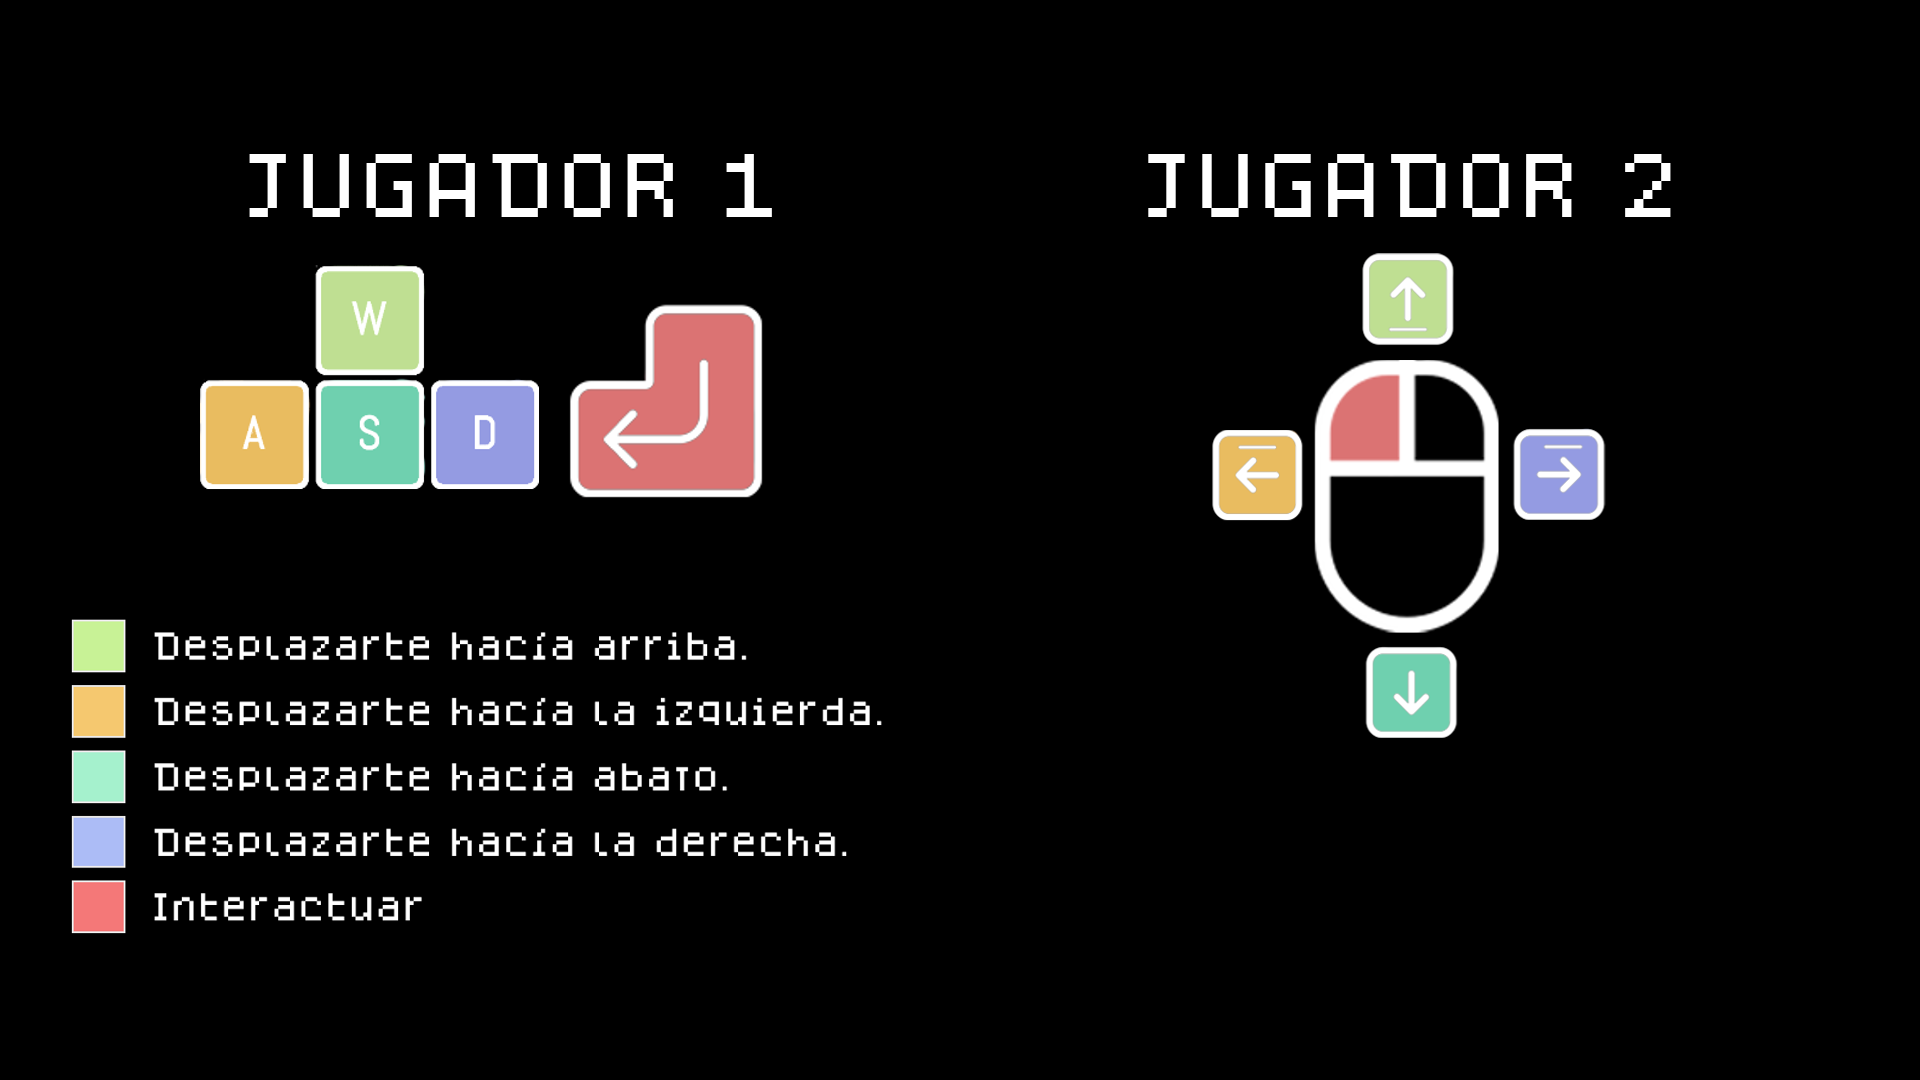 JUGADOR 1
W
A S D
JUGADOR 2
Desplazarte hacía arriba.
Desplazarte hacía la izquierda.
Desplazarte hacía abajo.
Desplazarte hacía la derecha.
Interactuar